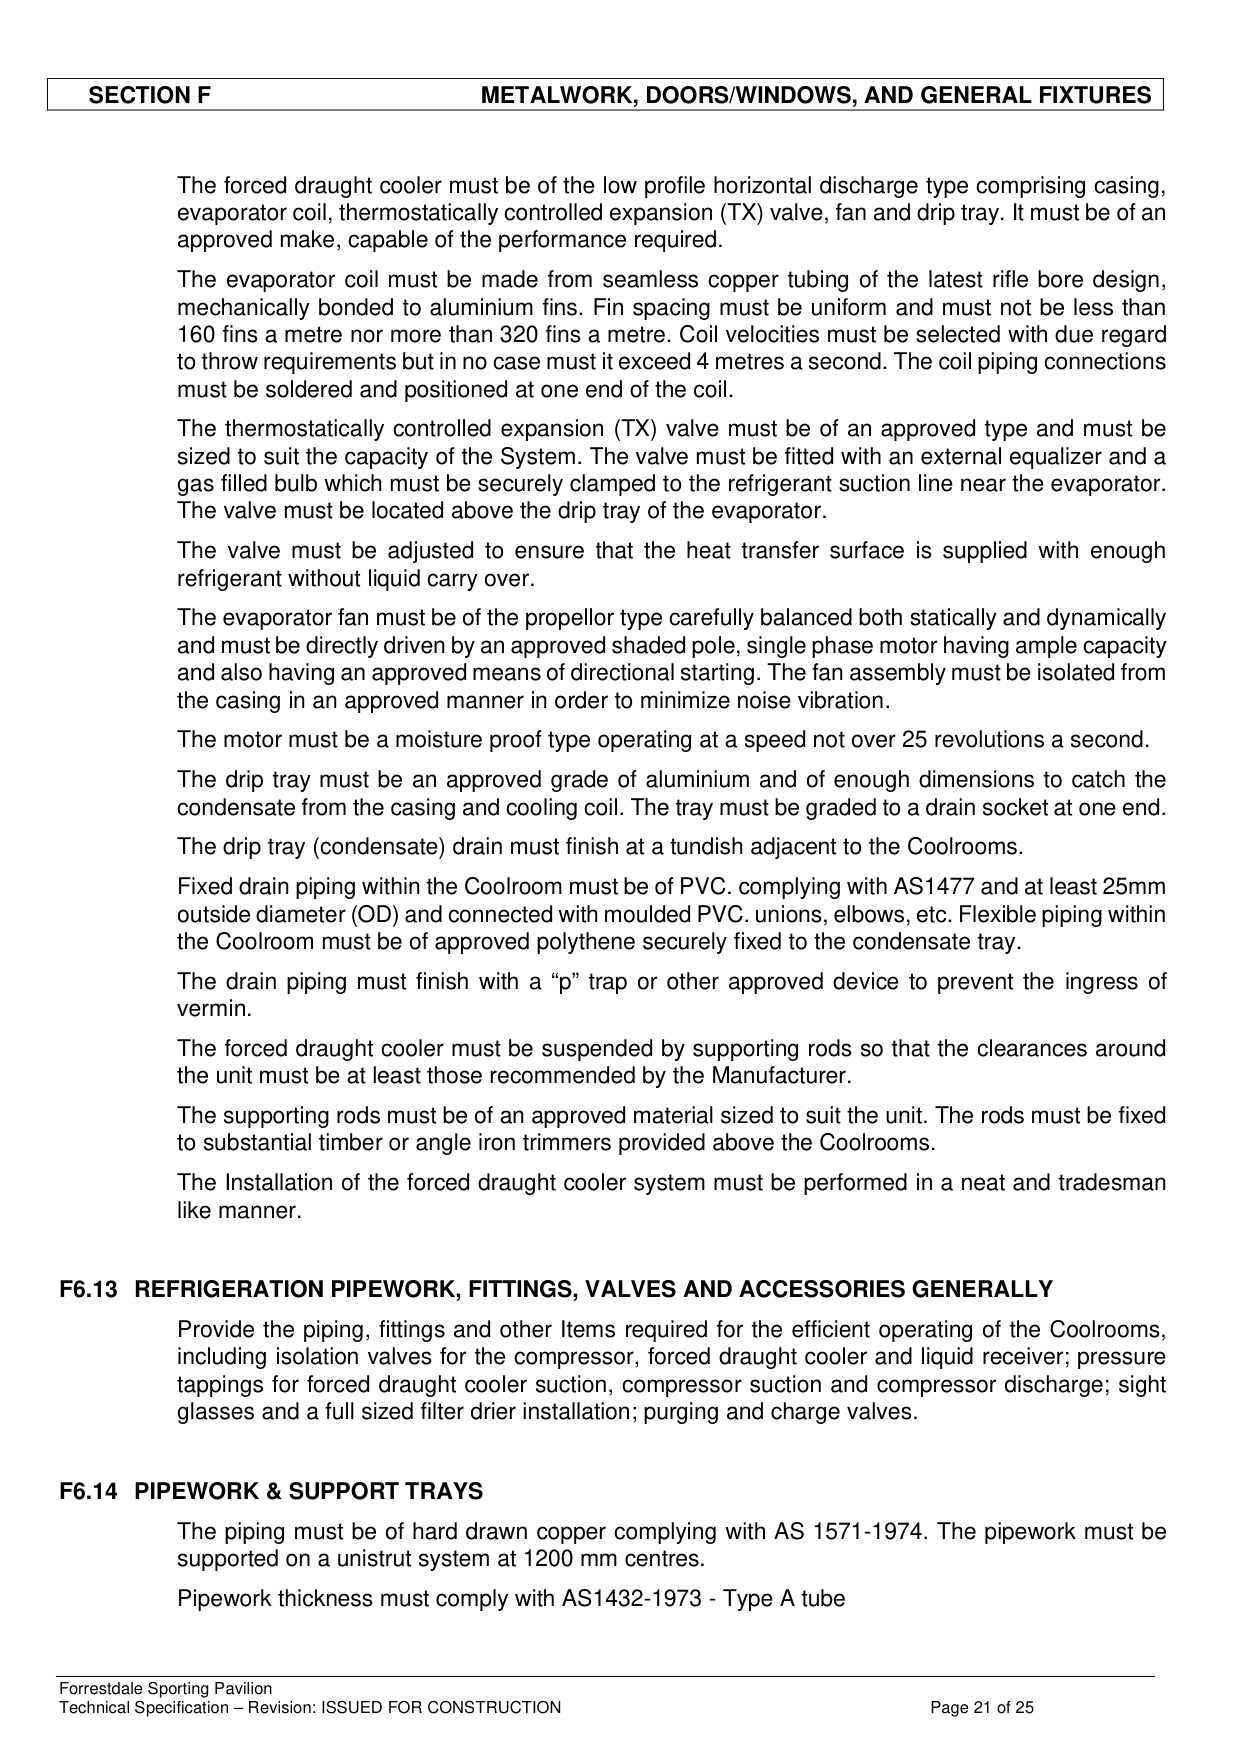 SECTION F METALWORK, DOORS/WINDOWS, AND GENERAL FIXTURES
The forced draught cooler must be of the low profile horizontal discharge type comprising casing,
evaporator coil, thermostatically controlled expansion (TX) valve, fan and drip tray. It must be of an
approved make, capable of the performance required.
The evaporator coil must be made from seamless copper tubing of the latest rifle bore design,
mechanically bonded to aluminium fins. Fin spacing must be uniform and must not be less than
160 fins a metre nor more than 320 fins a metre. Coil velocities must be selected with due regard
to throw requirements but in no case must it exceed 4 metres a second. The coil piping connections
must be soldered and positioned at one end of the coil.
The thermostatically controlled expansion (TX) valve must be of an approved type and must be
sized to suit the capacity of the System. The valve must be fitted with an external equalizer and a
gas filled bulb which must be securely clamped to the refrigerant suction line near the evaporator.
The valve must be located above the drip tray of the evaporator.
The valve must be adjusted to ensure that the heat transfer surface is supplied with enough
refrigerant without liquid carry over.
The evaporator fan must be of the propellor type carefully balanced both statically and dynamically
and must be directly driven by an approved shaded pole, single phase motor having ample capacity
and also having an approved means of directional starting. The fan assembly must be isolated from
the casing in an approved manner in order to minimize noise vibration.
The motor must be a moisture proof type operating at a speed not over 25 revolutions a second.
The drip tray must be an approved grade of aluminium and of enough dimensions to catch the
condensate from the casing and cooling coil. The tray must be graded to a drain socket at one end.
The drip tray (condensate) drain must finish at a tundish adjacent to the Coolrooms.
Fixed drain piping within the Coolroom must be of PVC. complying with AS1477 and at least 25mm
outside diameter (OD) and connected with moulded PVC. unions, elbows, etc. Flexible piping within
the Coolroom must be of approved polythene securely fixed to the condensate tray.
The drain piping must finish with a “p” trap or other approved device to prevent the ingress of
vermin.
The forced draught cooler must be suspended by supporting rods so that the clearances around
the unit must be at least those recommended by the Manufacturer.
The supporting rods must be of an approved material sized to suit the unit. The rods must be fixed
to substantial timber or angle iron trimmers provided above the Coolrooms.
The Installation of the forced draught cooler system must be performed in a neat and tradesman
like manner.
F6.13 REFRIGERATION PIPEWORK, FITTINGS, VALVES AND ACCESSORIES GENERALLY
Provide the piping, fittings and other Items required for the efficient operating of the Coolrooms,
including isolation valves for the compressor, forced draught cooler and liquid receiver; pressure
tappings for forced draught cooler suction, compressor suction and compressor discharge; sight
glasses and a full sized filter drier installation; purging and charge valves.
F6.14 PIPEWORK & SUPPORT TRAYS
The piping must be of hard drawn copper complying with AS 1571-1974. The pipework must be
supported on a unistrut system at 1200 mm centres.
Pipework thickness must comply with AS1432-1973 - Type A tube
Forrestdale Sporting Pavilion
Technical Specification – Revision: ISSUED FOR CONSTRUCTION Page 21 of 25